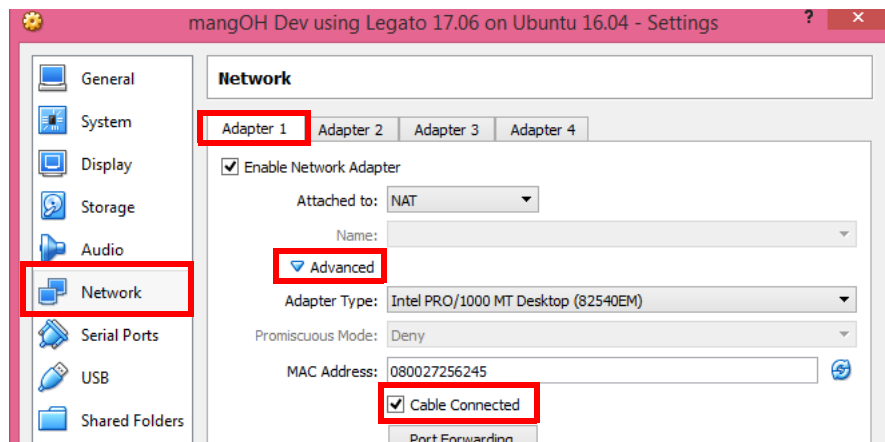 mangOH Dev using Legato 17.06 on Ubuntu 16.04 - Settings ? ×
General
System
Display
Storage
Audio
Network
Serial Ports
USB
Shared Folders
Network
Adapter 1 Adapter 2 Adapter 3 Adapter 4
Enable Network Adapter
Attached to: NAT
Name:
Advanced
Adapter Type: Intel PRO/1000 MT Desktop (82540EM)
Promiscuous Mode: Deny
MAC Address: 080027256245
Cable Connected
Port Forwarding